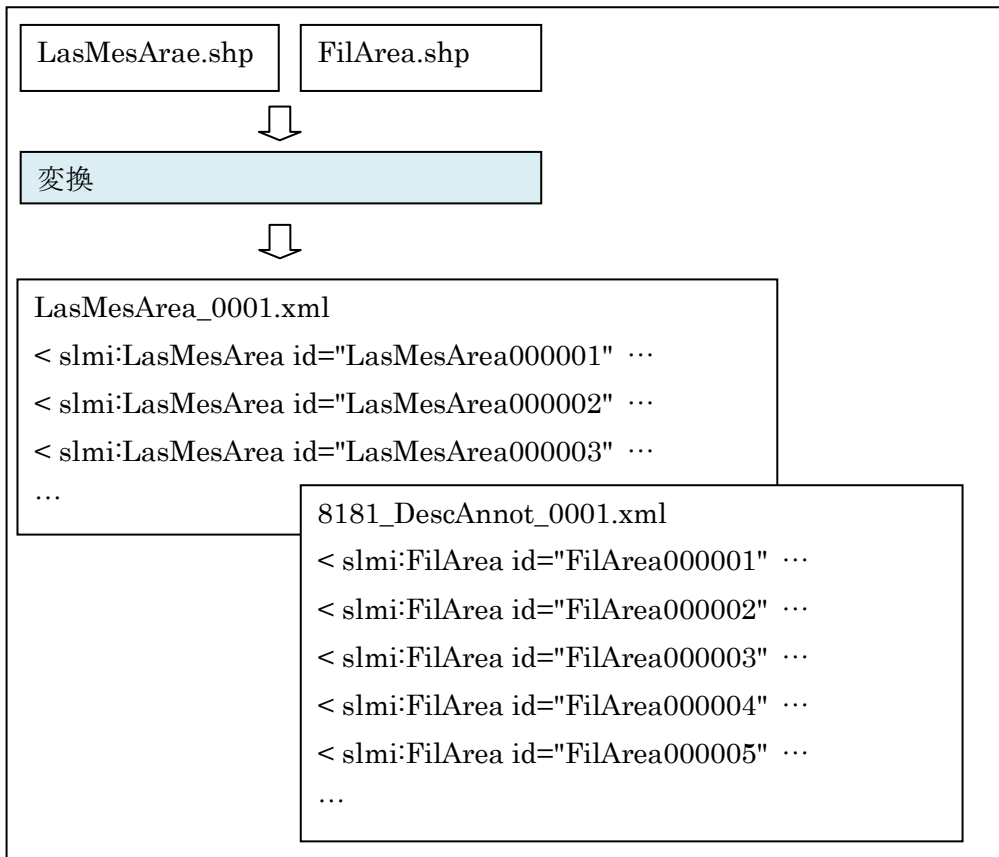 LasMesArae.shp
FilArea.shp
変換
LasMesArea_0001.xml
< slmi:LasMesArea id="LasMesArea000001" …
< slmi:LasMesArea id="LasMesArea000002" …
< slmi:LasMesArea id="LasMesArea000003" …
…
8181_DescAnnot_0001.xml
< slmi:FilArea id="FilArea000001" …
< slmi:FilArea id="FilArea000002" …
< slmi:FilArea id="FilArea000003" …
< slmi:FilArea id="FilArea000004" …
< slmi:FilArea id="FilArea000005" …
…